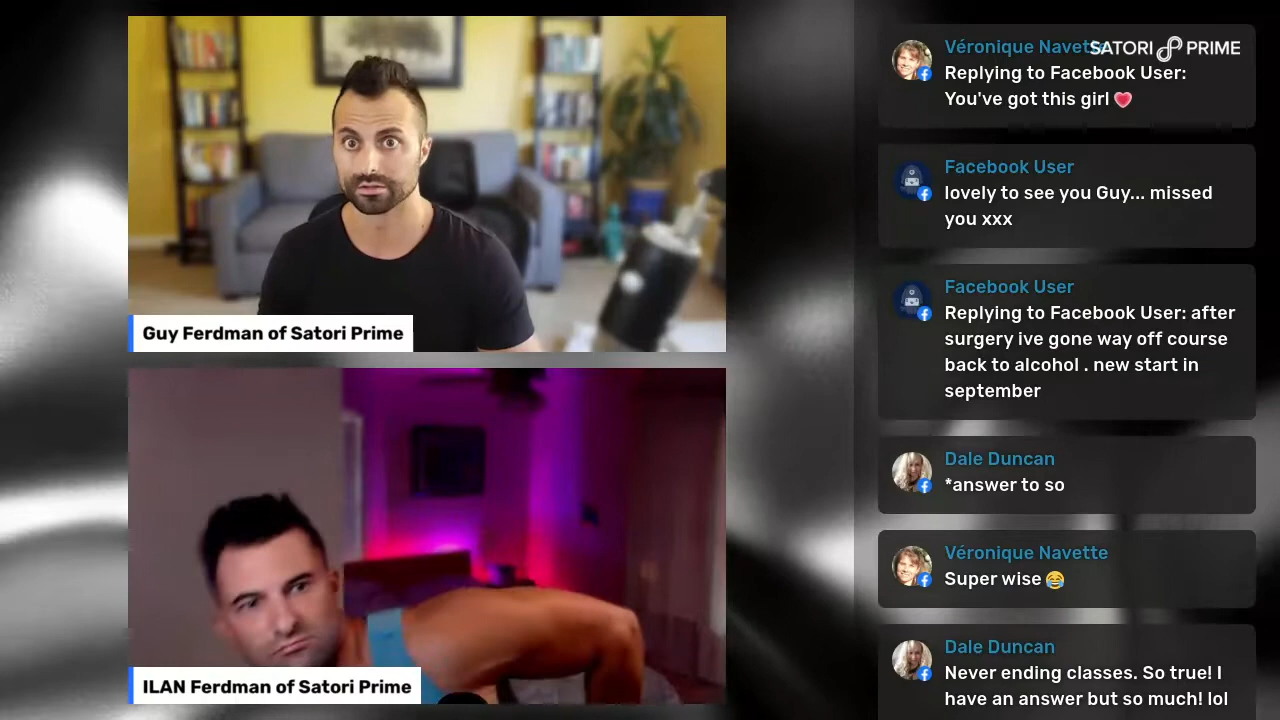 Guy Ferdman of Satori Prime
ILAN Ferdman of Satori Prime
SATORI PRIME
Véronique Navette
Replying to Facebook User:
You've got this girl
Facebook User
lovely to see you Guy... missed
you xxx
Facebook User
Replying to Facebook User: after
surgery ive gone way off course
back to alcohol . new start in
september
Dale Duncan
*answer to so
Véronique Navette
Super wise 😂
Dale Duncan
Never ending classes. So true! I
have an answer but so much! lol